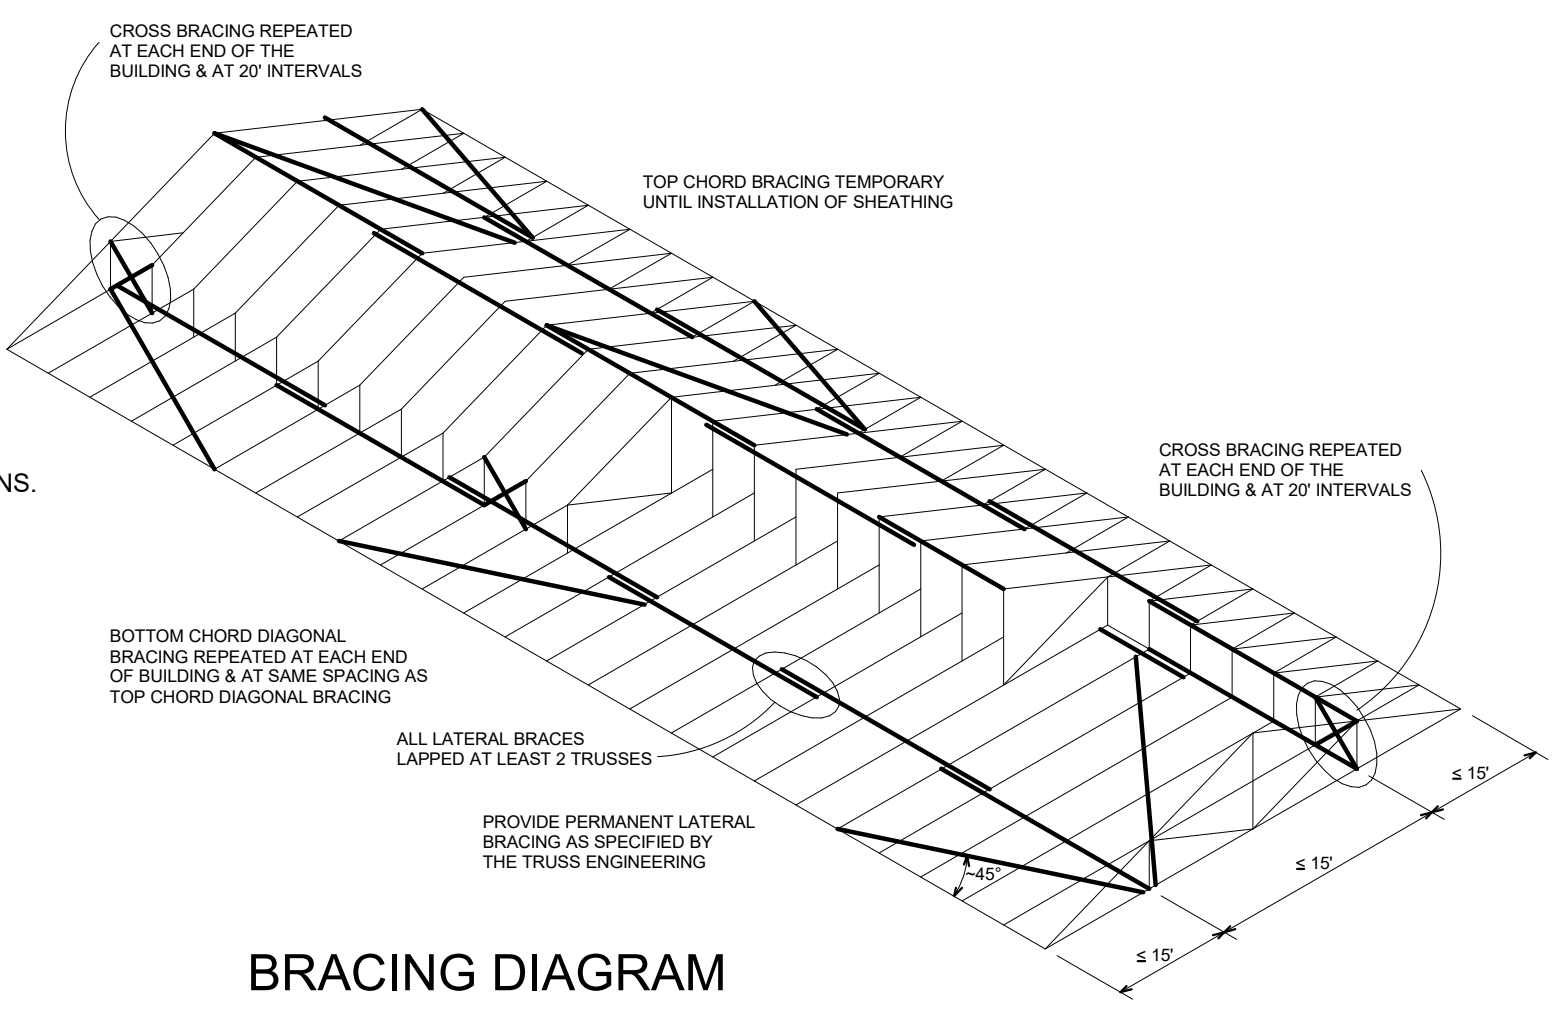 CROSS BRACING REPEATED
AT EACH END OF THE
BUILDING & AT 20' INTERVALS
TOP CHORD BRACING TEMPORARY
UNTIL INSTALLATION OF SHEATHING
CROSS BRACING REPEATED
AT EACH END OF THE
BUILDING & AT 20' INTERVALS
NS.
BOTTOM CHORD DIAGONAL
BRACING REPEATED AT EACH END
OF BUILDING & AT SAME SPACING AS
TOP CHORD DIAGONAL BRACING
ALL LATERAL BRACES
LAPPED AT LEAST 2 TRUSSES
PROVIDE PERMANENT LATERAL
BRACING AS SPECIFIED BY
THE TRUSS ENGINEERING
~45°
≤ 15'
≤ 15'
≤ 15'
BRACING DIAGRAM